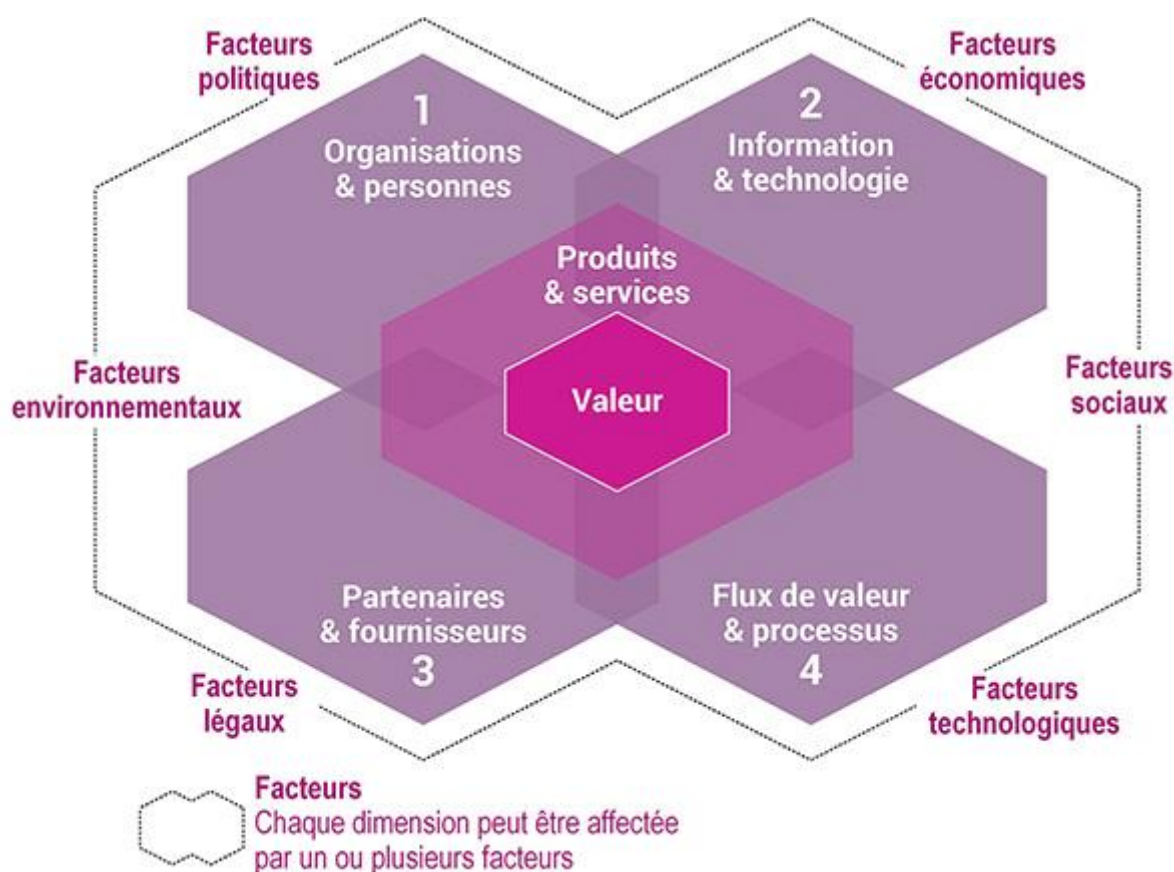 Facteurs
politiques
Facteurs
économiques
1
Organisations
& personnes
2
Information
& technologie
Produits
& services
Valeur
Facteurs
environnementaux
Facteurs
sociaux
Partenaires
& fournisseurs
3
Flux de valeur
& processus
4
Facteurs
légaux
Facteurs
technologiques
Facteurs
Chaque dimension peut être affectée
par un ou plusieurs facteurs